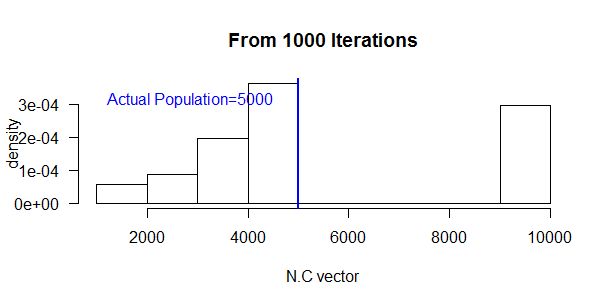 From 1000 Iterations
Actual Population=5000
density
3e-04
2e-04
1e-04
0e+00
2000 4000 6000 8000 10000
N.C vector